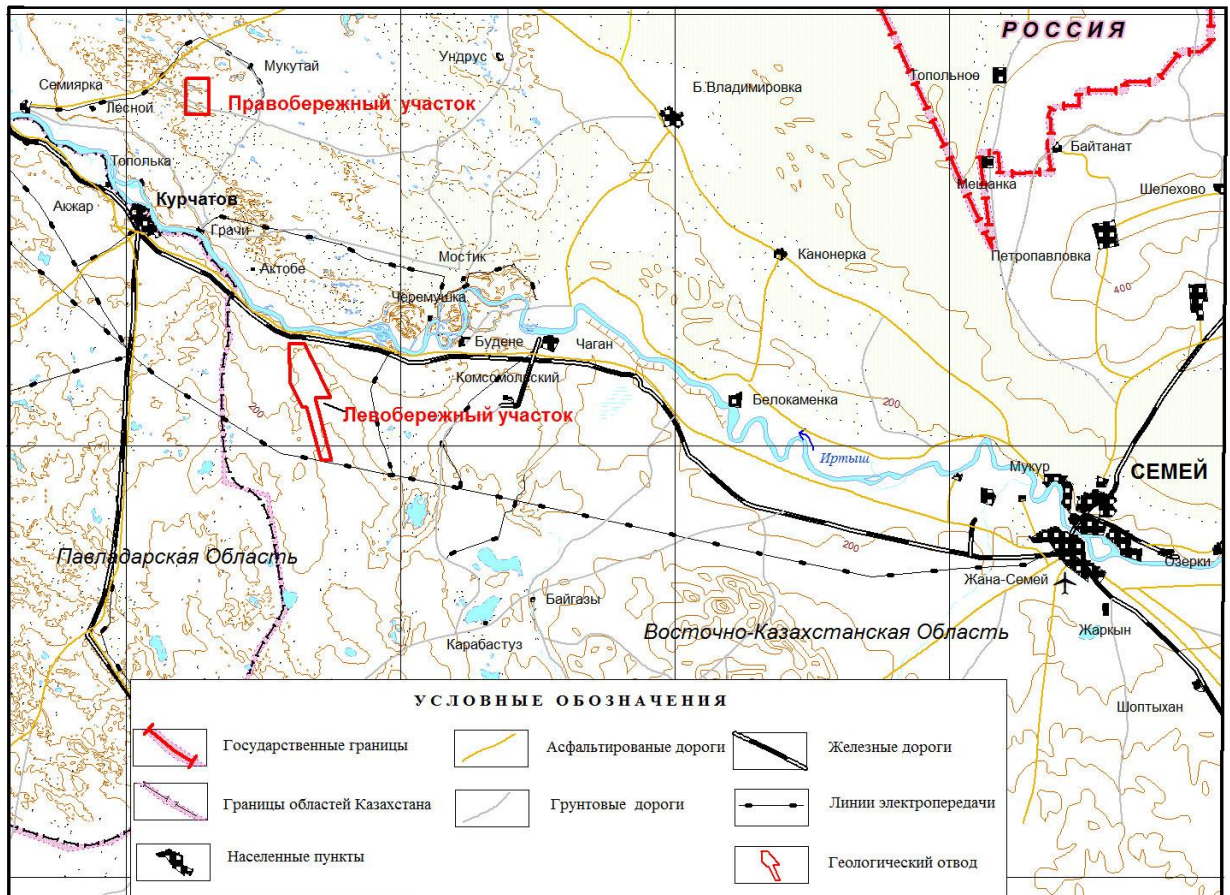 РОССИЯ
Ундрус
Мукутай
Топольное
Семиярка
Лесной
Правобережный участок
Б.Владимировка
Байтанат
Тополька
Мещанка
Шелехово
Акжар
Курчатов
Грачи
Мостик
Канонерка
Петропавловка
Актобе
400
Черемушка
Будене
Чаган
Комсомольский
Белокаменка
200
200
Левобережный участок
Иртыш
Мукур
СЕМЕЙ
200
Павладарская Область
Озерки
Жана-Семей
Байгазы
Жаркын
Карабастуз
Восточно-Казахстанская Область
Шоптыхан
УСЛОВНЫЕ ОБОЗНАЧЕНИЯ
Государственные границы
Асфальтированые дороги
Железные дороги
Границы областей Казахстана
Грунтовые дороги
Линии электропередачи
Населенные пункты
Геологический отвод